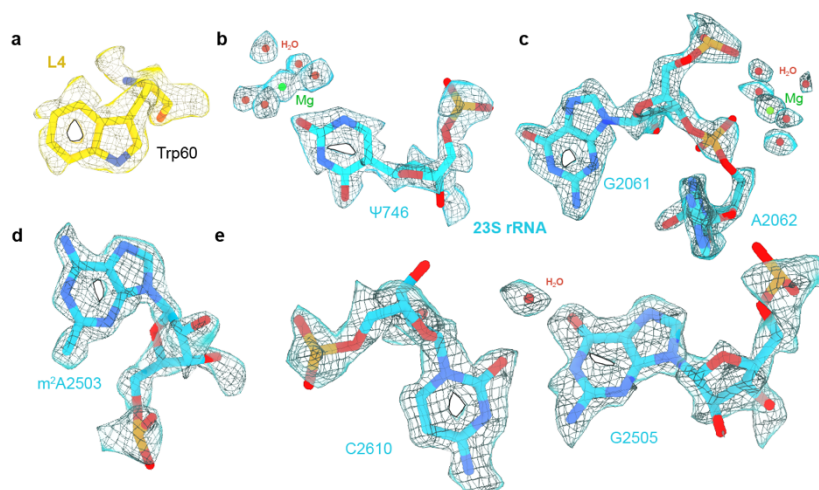 a
L4
Trp60
b
H₂O
Mg
Ψ746
23S rRNA
c
H₂O
Mg
G2061
A2062
d
m²A2503
e
H₂O
C2610
G2505